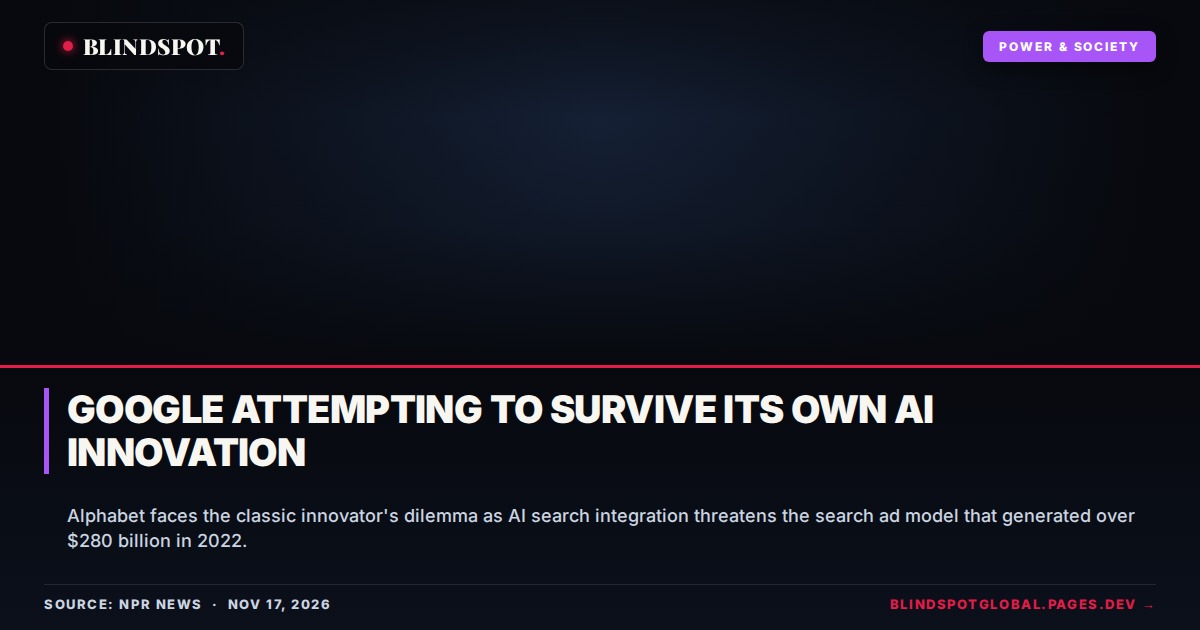 BLINDSPOT.
POWER & SOCIETY
GOOGLE ATTEMPTING TO SURVIVE ITS OWN AI
INNOVATION
Alphabet faces the classic innovator's dilemma as AI search integration threatens the search ad model that generated over
$280 billion in 2022.
SOURCE: NPR NEWS · NOV 17, 2026
BLINDSPOTGLOBAL.PAGES.DEV →